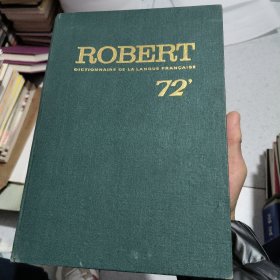 ROBERT
DICTIONNAIRE DE LA LANGUE FRANÇAISE
72'